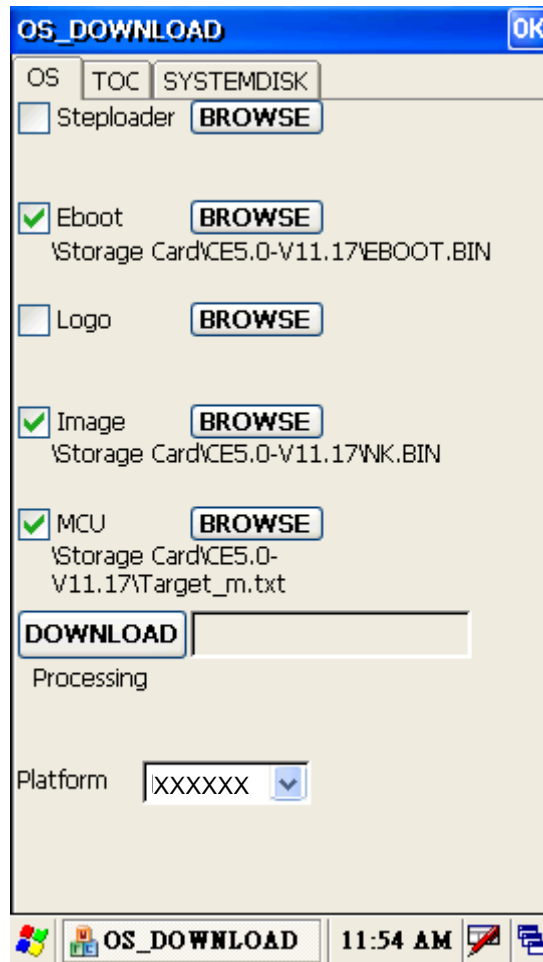 OS_DOWNLOAD OK
OS TOC SYSTEMDISK
Steploader BROWSE
Eboot BROWSE
\Storage Card\CE5.0-V11.17\EBOOT.BIN
Logo BROWSE
Image BROWSE
\Storage Card\CE5.0-V11.17\NK.BIN
MCU BROWSE
\Storage Card\CE5.0-
V11.17\Target_m.txt
DOWNLOAD
Processing
Platform XXXXXX
OS_DOWNLOAD 11:54 AM